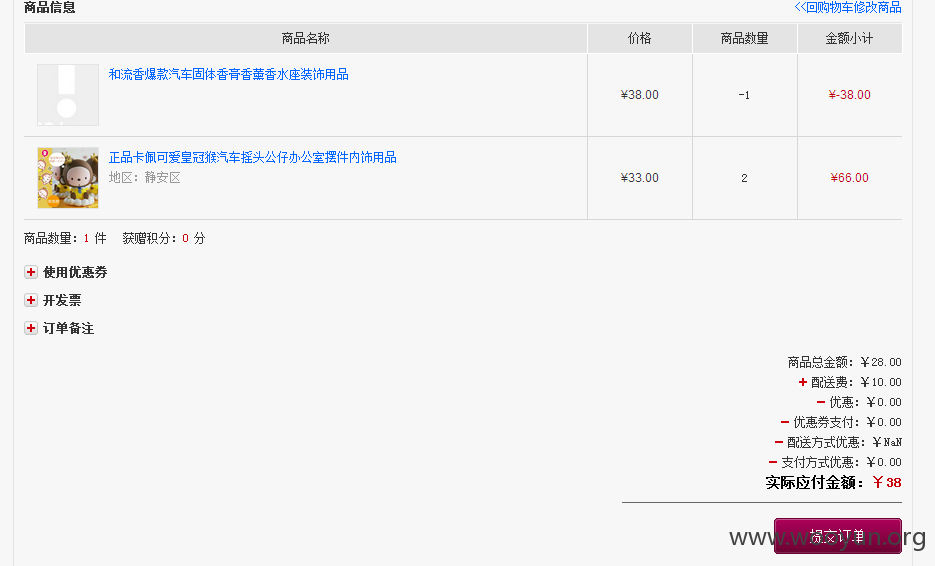 商品信息 <<回购物车修改商品
商品名称 价格 商品数量 金额小计
和流香爆款汽车固体香膏香薰香水座装饰用品 ¥38.00 -1 ¥-38.00
正品卡佩可爱皇冠猴汽车摇头公仔办公室摆件内饰用品
地区：静安区
¥33.00 2 ¥66.00
商品数量：1 件 获赠积分：0 分
使用优惠券
开发票
订单备注
商品总金额：￥28.00
+ 配送费：￥10.00
- 优惠：￥0.00
- 优惠券支付：￥0.00
- 配送方式优惠：￥NaN
- 支付方式优惠：￥0.00
实际应付金额：￥38
提交订单
www.wooyun.org